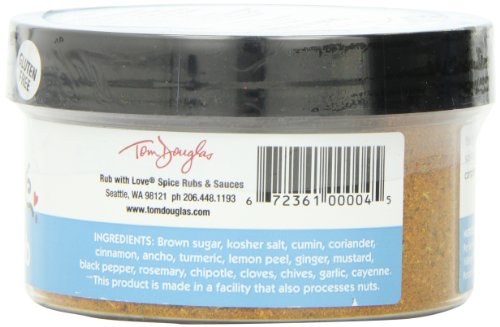 GLUTEN
FREE
Tom Douglas
Rub with Love® Spice Rubs & Sauces
Seattle, WA 98121 ph 206.448.1193
www.tomdouglas.com
6 72361 00004 5
INGREDIENTS: Brown sugar, kosher salt, cumin, coriander,
cinnamon, ancho, turmeric, lemon peel, ginger, mustard,
black pepper, rosemary, chipotle, cloves, chives, garlic, cayenne.
This product is made in a facility that also processes nuts.